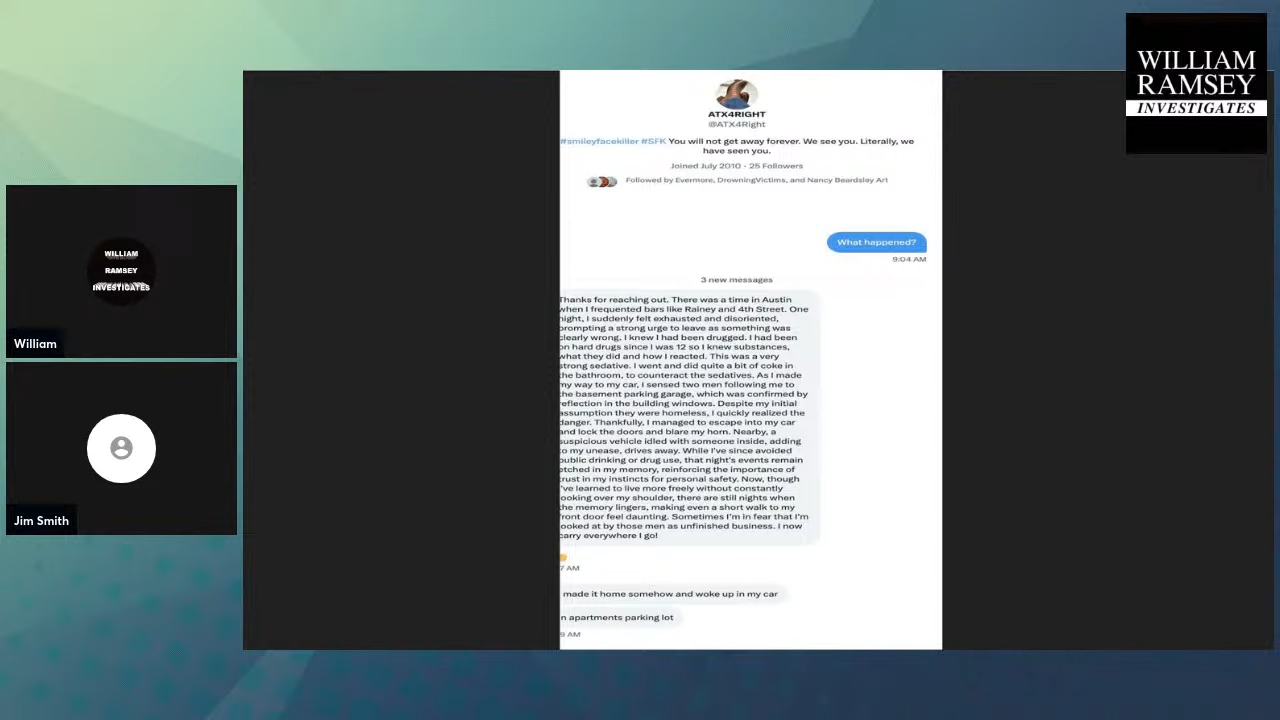 WILLIAM
RAMSEY
INVESTIGATES
ATX4RIGHT
@ATX4Right
#smileyfacekiller #SFK You will not get away forever. We see you. Literally, we
have seen you.
Joined July 2010 · 25 Followers
Followed by Evermore, DrowningVictims, and Nancy Beardsley Art
What happened?
9:04 AM
3 new messages
Thanks for reaching out. There was a time in Austin
when I frequented bars like Rainey and 4th Street. One
night, I suddenly felt exhausted and disoriented,
prompting a strong urge to leave as something was
clearly wrong. I knew I had been drugged. I had been
on hard drugs since I was 12 so I knew substances,
what they did and how I reacted. This was a very
strong sedative. I went and did quite a bit of coke in
the bathroom, to counteract the sedatives. As I made
my way to my car, I sensed two men following me to
the basement parking garage, which was confirmed by
reflection in the building windows. Despite my initial
assumption they were homeless, I quickly realized the
danger. Thankfully, I managed to escape into my car
and lock the doors and blare my horn. Nearby, a
suspicious vehicle idled with someone inside, adding
to my unease, drives away. While I've since avoided
public drinking or drug use, that night's events remain
etched in my memory, reinforcing the importance of
trust in my instincts for personal safety. Now, though
I've learned to live more freely without constantly
looking over my shoulder, there are still nights when
the memory lingers, making even a short walk to my
front door feel daunting. Sometimes I'm in fear that I'm
looked at by those men as unfinished business. I now
carry everywhere I go!
7 AM
made it home somehow and woke up in my car
n apartments parking lot
9 AM
WILLIAM
RAMSEY
INVESTIGATES
William
Jim Smith